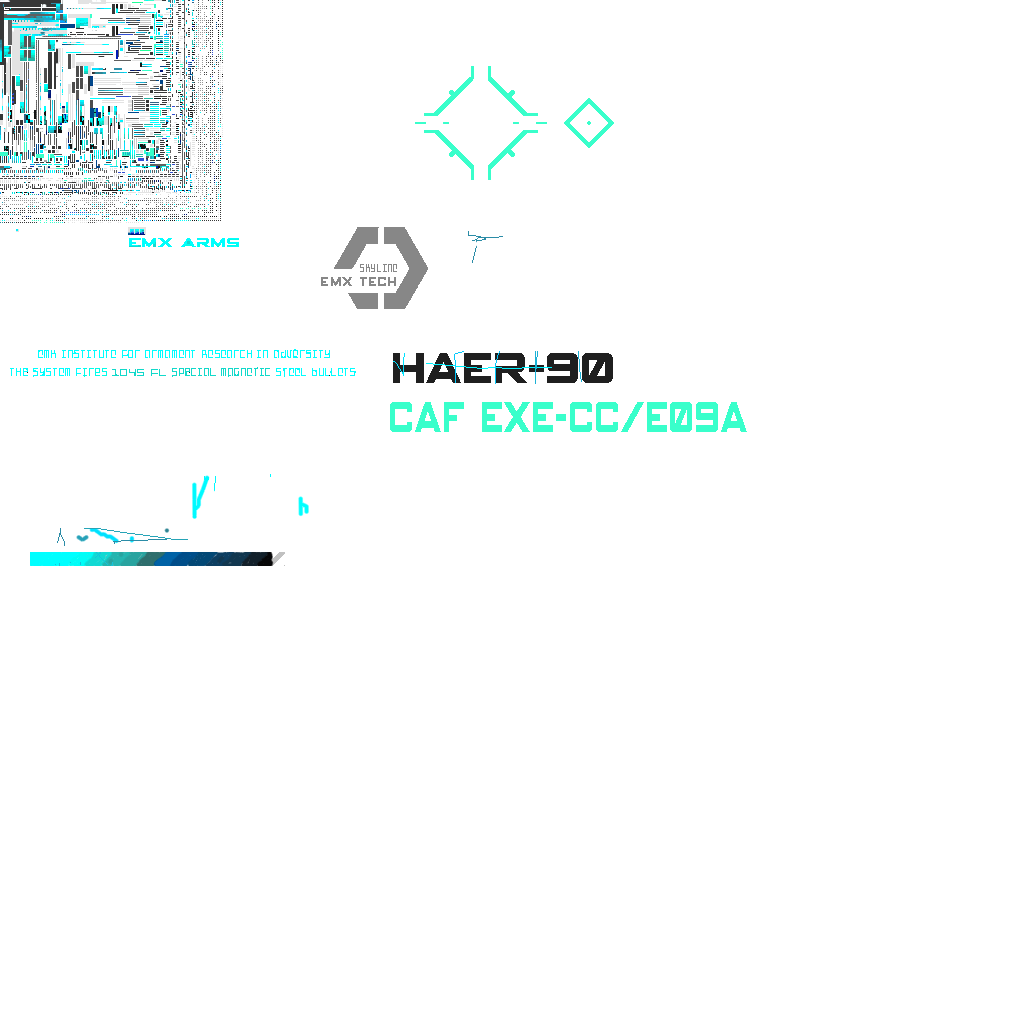 EMX ARMS
SKYLINE
EMX TECH
EMX INSTITUTE FOR ARMAMENT RESEARCH IN ADVERSITY
THE SYSTEM FIRES 1045 FL SPECIAL MAGNETIC STEEL BULLETS
HAER-90
CAF EXE-CC/E09A